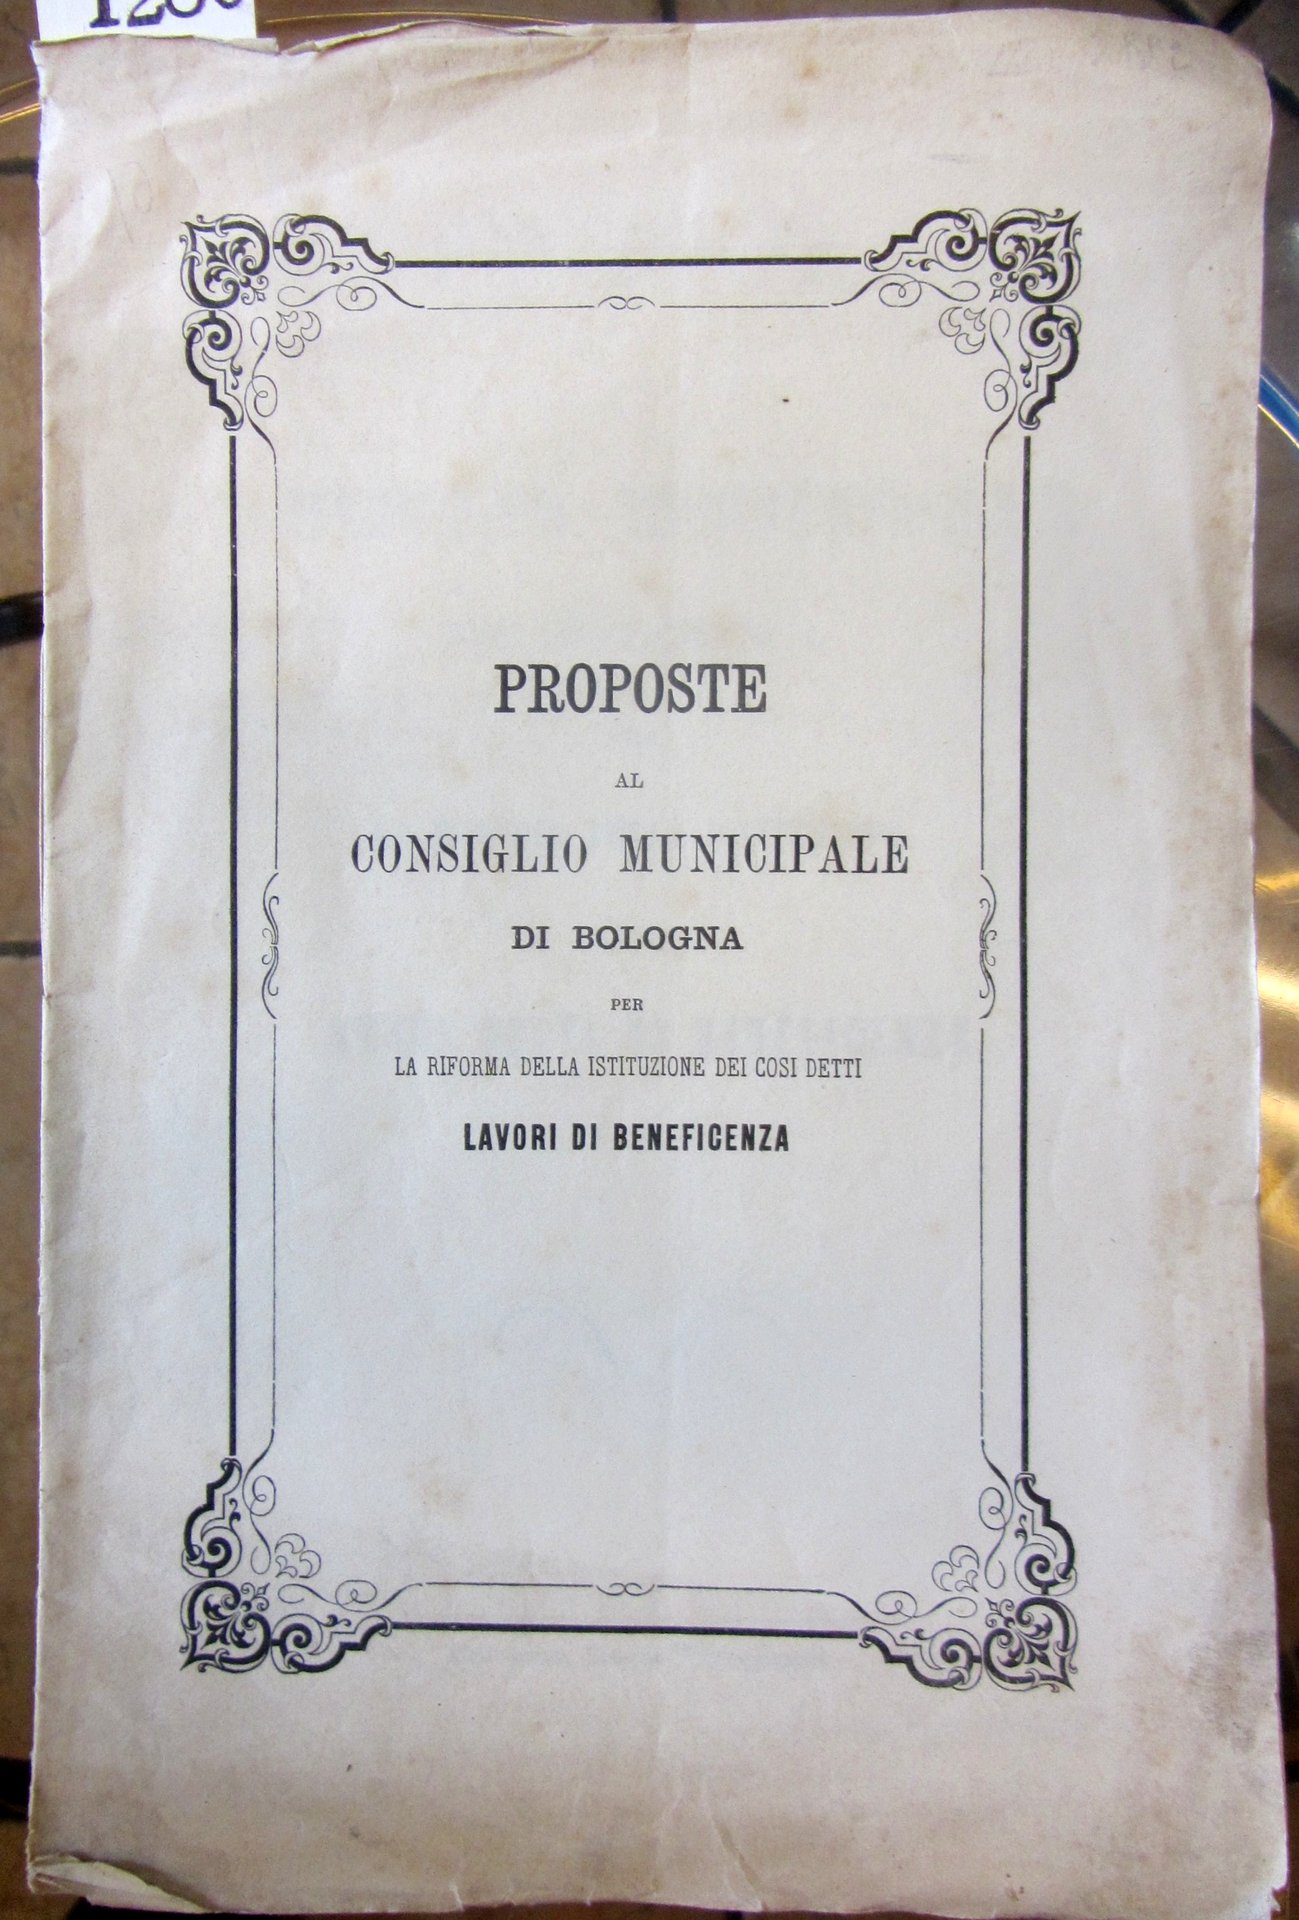 PROPOSTE
AL
CONSIGLIO MUNICIPALE
DI BOLOGNA
PER
LA RIFORMA DELLA ISTITUZIONE DEI COSI DETTI
LAVORI DI BENEFICENZA